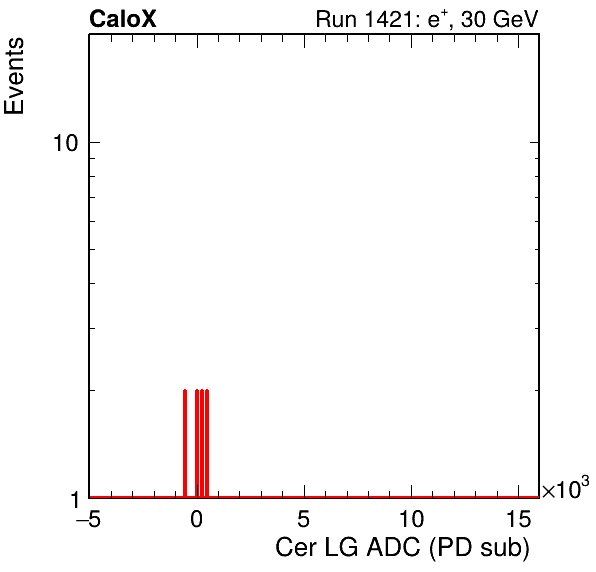 CaloX
Run 1421: e⁺, 30 GeV
Events
10
1
−5
0
5
10
15
×10³
Cer LG ADC (PD sub)